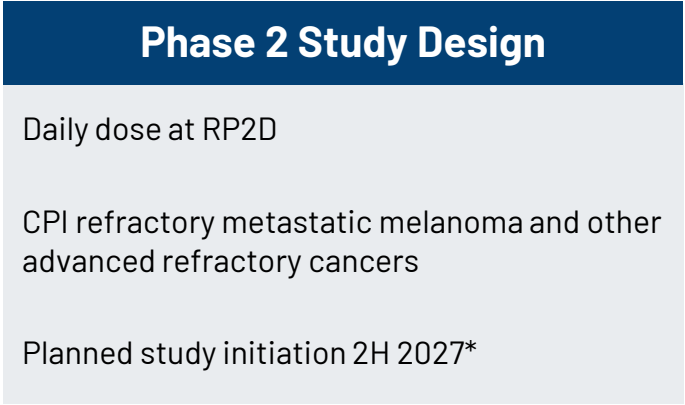 Phase 2 Study Design
Daily dose at RP2D
CPI refractory metastatic melanoma and other
advanced refractory cancers
Planned study initiation 2H 2027*